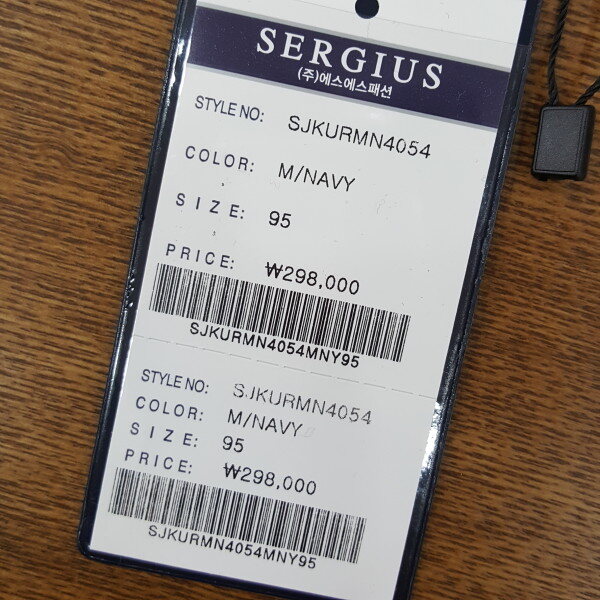 SERGIUS
(주)에스에스패션
STYLE NO: SJKURMN4054
COLOR: M/NAVY
SIZE: 95
PRICE: ₩298,000
SJKURMN4054MNY95
STYLE NO: SJKURMN4054
COLOR: M/NAVY
SIZE: 95
PRICE: ₩298,000
SJKURMN4054MNY95